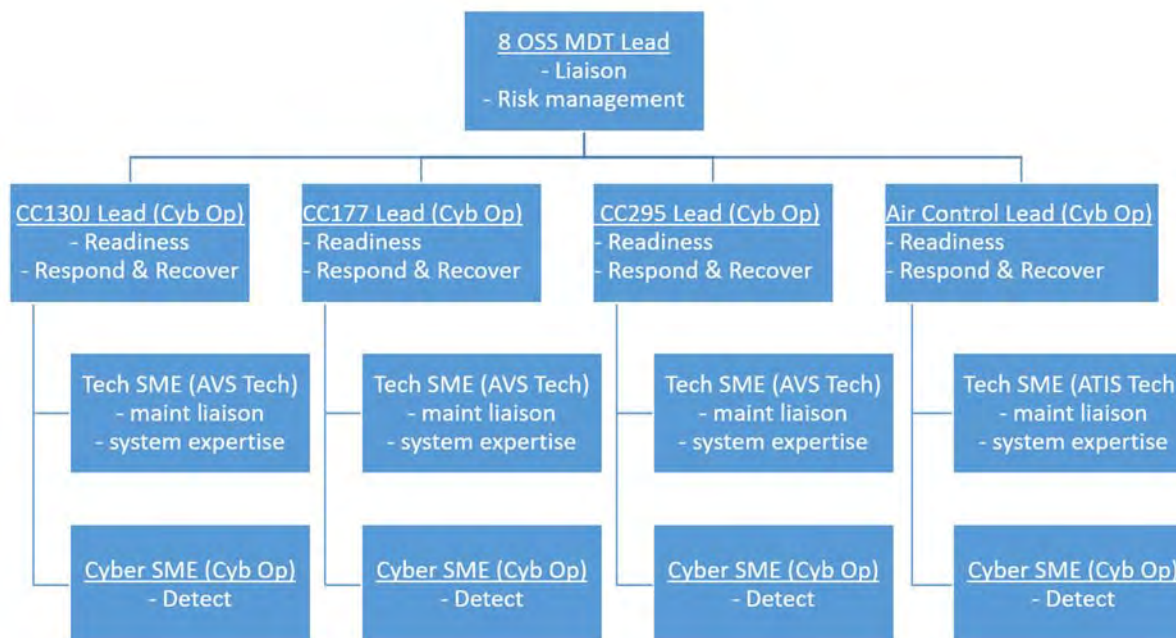 8 OSS MDT Lead
- Liaison
- Risk management
CC130J Lead (Cyb Op)
- Readiness
- Respond & Recover
CC177 Lead (Cyb Op)
- Readiness
- Respond & Recover
CC295 Lead (Cyb Op)
- Readiness
- Respond & Recover
Air Control Lead (Cyb Op)
- Readiness
- Respond & Recover
Tech SME (AVS Tech)
- maint liaison
- system expertise
Tech SME (AVS Tech)
- maint liaison
- system expertise
Tech SME (AVS Tech)
- maint liaison
- system expertise
Tech SME (ATIS Tech
- maint liaison
- system expertise
Cyber SME (Cyb Op)
- Detect
Cyber SME (Cyb Op)
- Detect
Cyber SME (Cyb Op)
- Detect
Cyber SME (Cyb Op)
- Detect